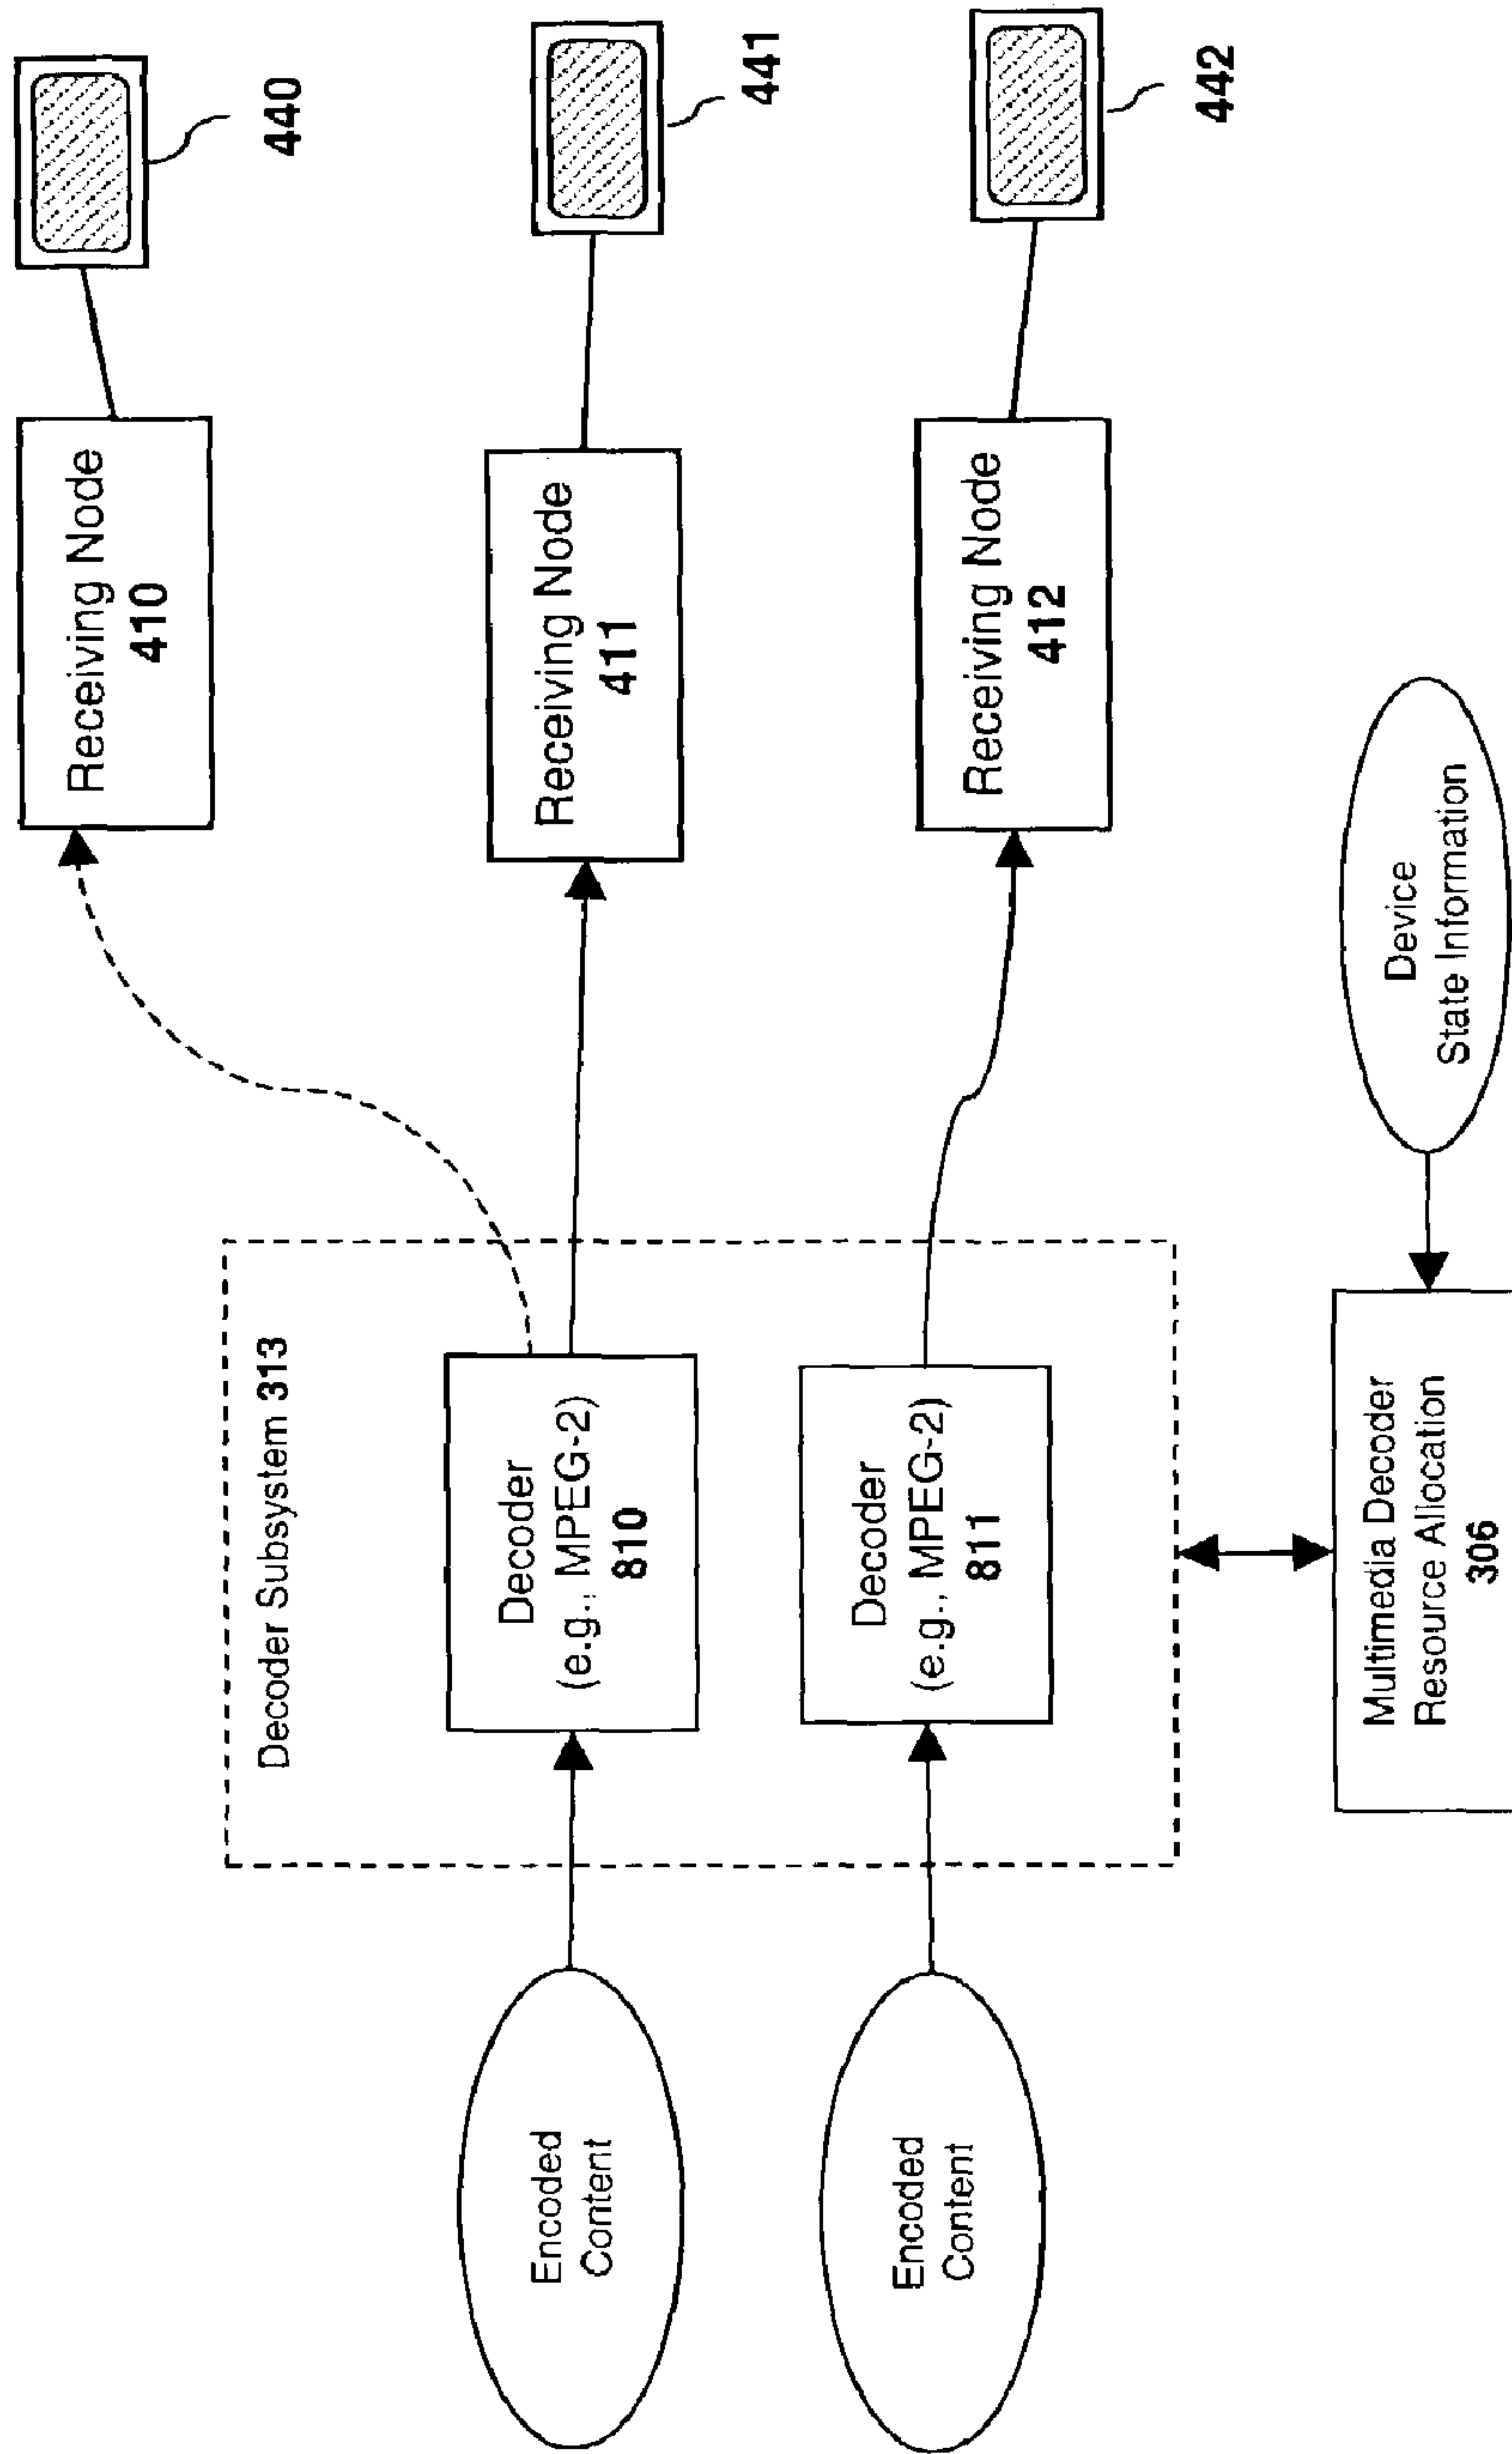 440
Receiving Node
410
441
Receiving Node
411
442
Receiving Node
412
Decoder Subsystem 313
Decoder
(e.g., MPEG-2)
810
Decoder
(e.g., MPEG-2)
811
Encoded
Content
Encoded
Content
Device
State Information
Multimedia Decoder
Resource Allocation
306